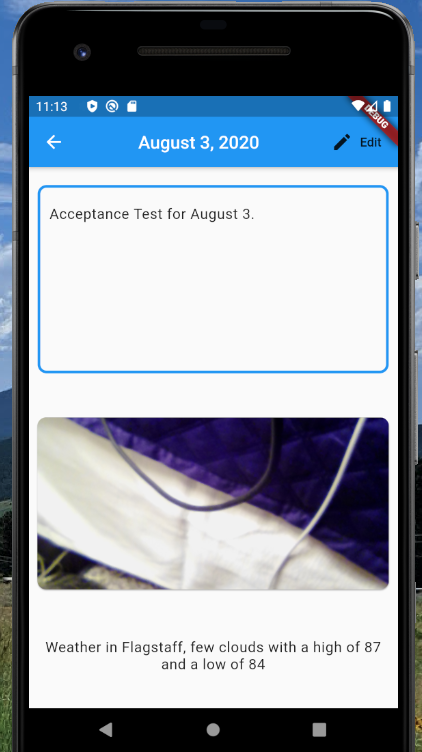 11:13
DEBUG
August 3, 2020
Edit
Acceptance Test for August 3.
Weather in Flagstaff, few clouds with a high of 87
and a low of 84